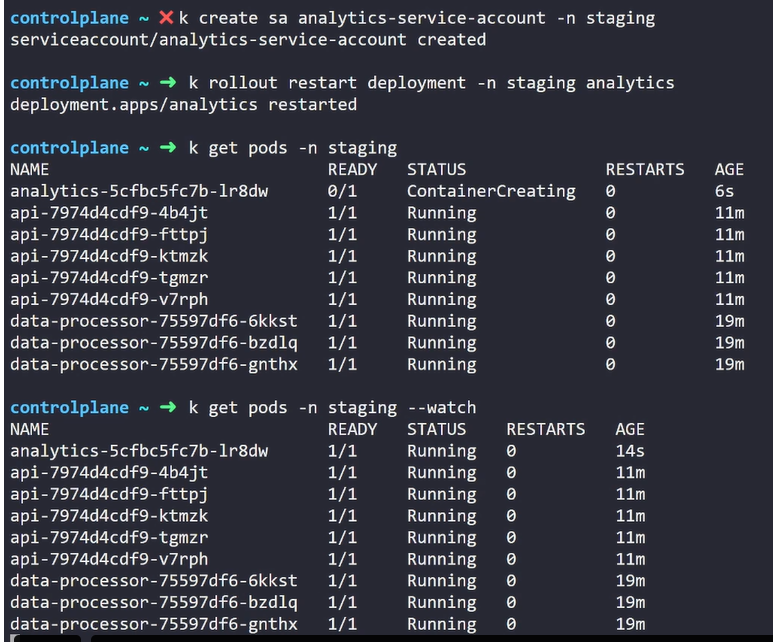 controlplane ~ ✖ k create sa analytics-service-account -n staging
serviceaccount/analytics-service-account created
controlplane ~ ➜ k rollout restart deployment -n staging analytics
deployment.apps/analytics restarted
controlplane ~ ➜ k get pods -n staging
NAME READY STATUS RESTARTS AGE
analytics-5cfbc5fc7b-lr8dw 0/1 ContainerCreating 0 6s
api-7974d4cdf9-4b4jt 1/1 Running 0 11m
api-7974d4cdf9-fttpj 1/1 Running 0 11m
api-7974d4cdf9-ktmzk 1/1 Running 0 11m
api-7974d4cdf9-tgmzr 1/1 Running 0 11m
api-7974d4cdf9-v7rph 1/1 Running 0 11m
data-processor-75597df6-6kkst 1/1 Running 0 19m
data-processor-75597df6-bzdlq 1/1 Running 0 19m
data-processor-75597df6-gnthx 1/1 Running 0 19m
controlplane ~ ➜ k get pods -n staging --watch
NAME READY STATUS RESTARTS AGE
analytics-5cfbc5fc7b-lr8dw 1/1 Running 0 14s
api-7974d4cdf9-4b4jt 1/1 Running 0 11m
api-7974d4cdf9-fttpj 1/1 Running 0 11m
api-7974d4cdf9-ktmzk 1/1 Running 0 11m
api-7974d4cdf9-tgmzr 1/1 Running 0 11m
api-7974d4cdf9-v7rph 1/1 Running 0 11m
data-processor-75597df6-6kkst 1/1 Running 0 19m
data-processor-75597df6-bzdlq 1/1 Running 0 19m
data-processor-75597df6-gnthx 1/1 Running 0 19m